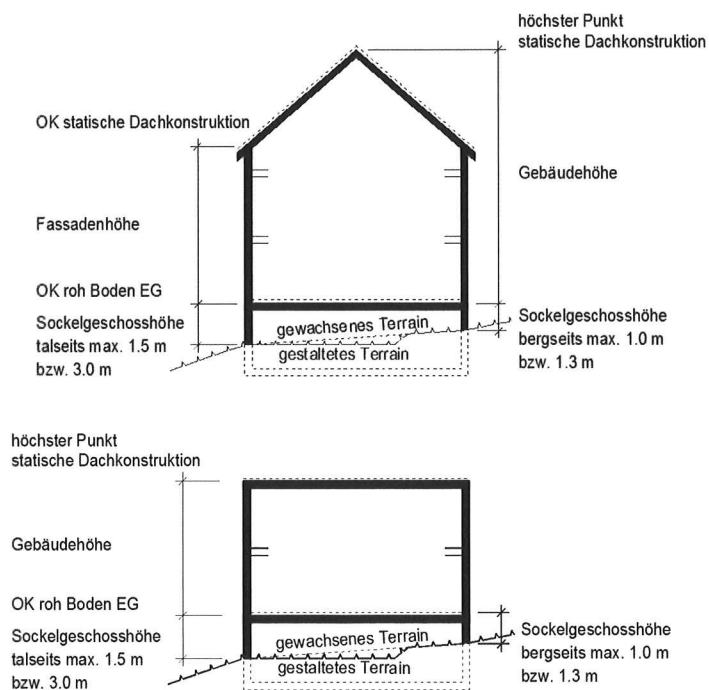 höchster Punkt
statische Dachkonstruktion
OK statische Dachkonstruktion
Gebäudehöhe
Fassadenhöhe
OK roh Boden EG
Sockelgeschosshöhe
talseits max. 1.5 m
bzw. 3.0 m
gewachsenes Terrain
gestaltetes Terrain
Sockelgeschosshöhe
bergseits max. 1.0 m
bzw. 1.3 m
höchster Punkt
statische Dachkonstruktion
Gebäudehöhe
OK roh Boden EG
Sockelgeschosshöhe
talseits max. 1.5 m
bzw. 3.0 m
gewachsenes Terrain
gestaltetes Terrain
Sockelgeschosshöhe
bergseits max. 1.0 m
bzw. 1.3 m